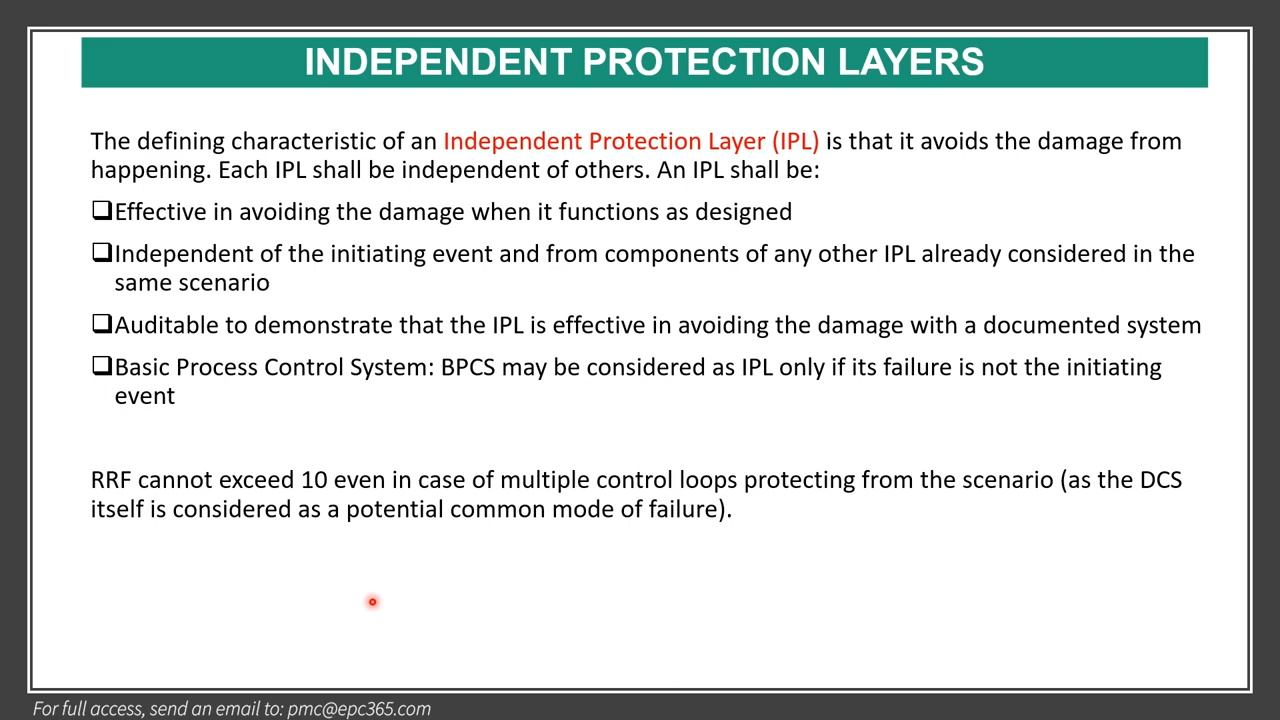 INDEPENDENT PROTECTION LAYERS
The defining characteristic of an Independent Protection Layer (IPL) is that it avoids the damage from
happening. Each IPL shall be independent of others. An IPL shall be:
❑Effective in avoiding the damage when it functions as designed
❑Independent of the initiating event and from components of any other IPL already considered in the
same scenario
❑Auditable to demonstrate that the IPL is effective in avoiding the damage with a documented system
❑Basic Process Control System: BPCS may be considered as IPL only if its failure is not the initiating
event
RRF cannot exceed 10 even in case of multiple control loops protecting from the scenario (as the DCS
itself is considered as a potential common mode of failure).
For full access, send an email to: pmc@epc365.com